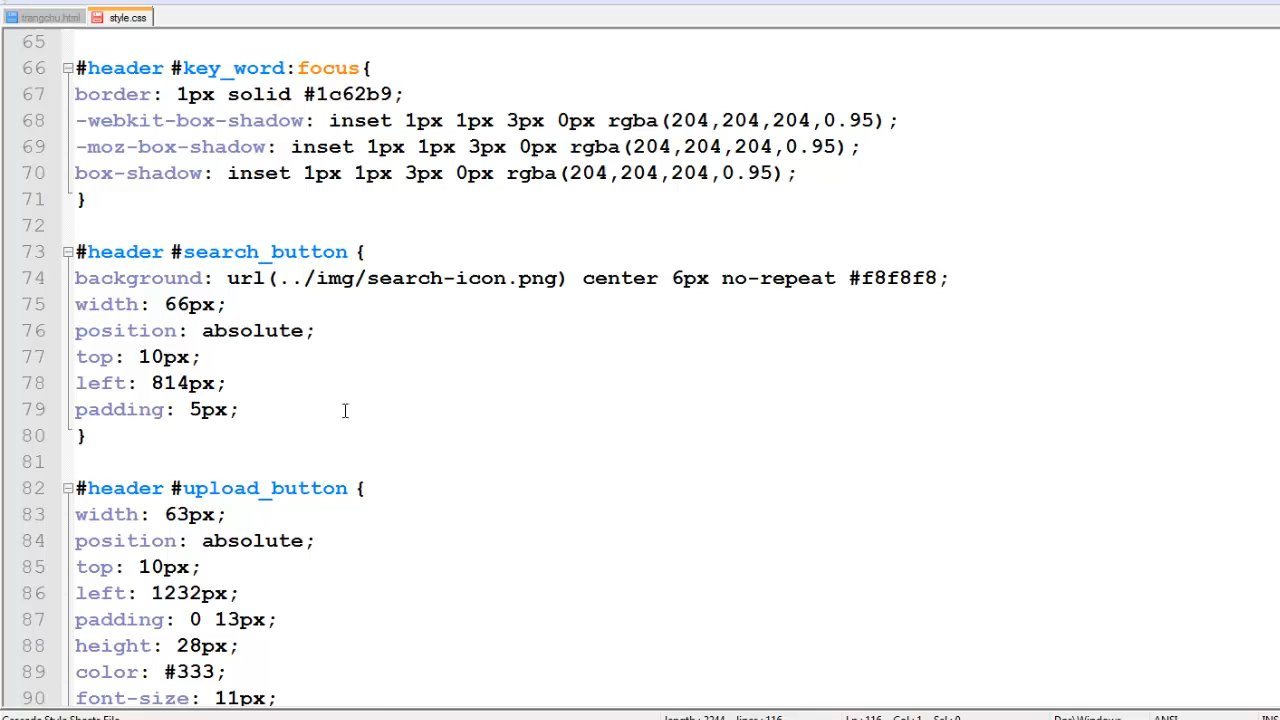 trangchu.html style.css
65
66 #header #key_word:focus{
67 border: 1px solid #1c62b9;
68 -webkit-box-shadow: inset 1px 1px 3px 0px rgba(204,204,204,0.95);
69 -moz-box-shadow: inset 1px 1px 3px 0px rgba(204,204,204,0.95);
70 box-shadow: inset 1px 1px 3px 0px rgba(204,204,204,0.95);
71 }
72
73 #header #search_button {
74 background: url(../img/search-icon.png) center 6px no-repeat #f8f8f8;
75 width: 66px;
76 position: absolute;
77 top: 10px;
78 left: 814px;
79 padding: 5px;
80 }
81
82 #header #upload_button {
83 width: 63px;
84 position: absolute;
85 top: 10px;
86 left: 1232px;
87 padding: 0 13px;
88 height: 28px;
89 color: #333;
90 font-size: 11px;